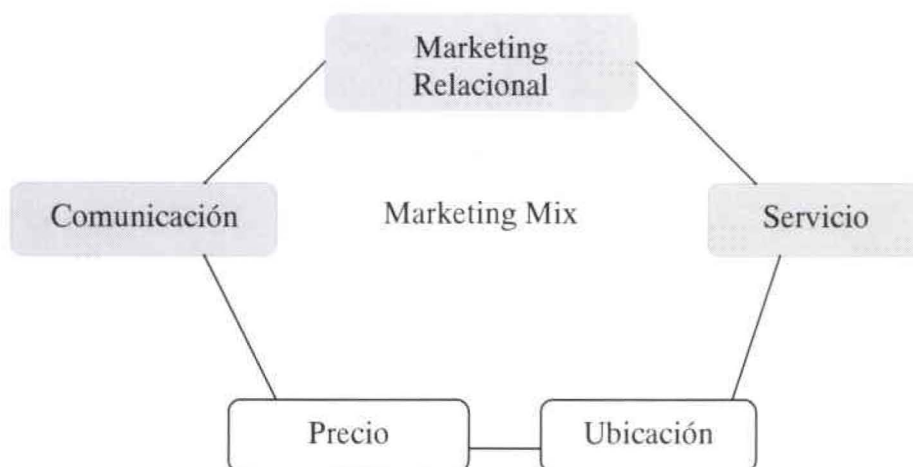 Marketing
Relacional
Comunicación
Marketing Mix
Servicio
Precio
Ubicación